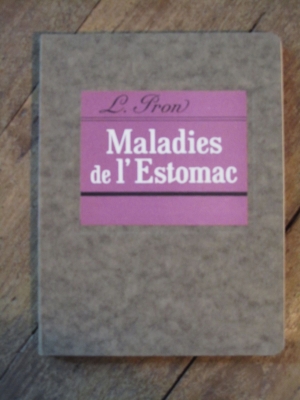 L. Pron
Maladies
de l'Estomac